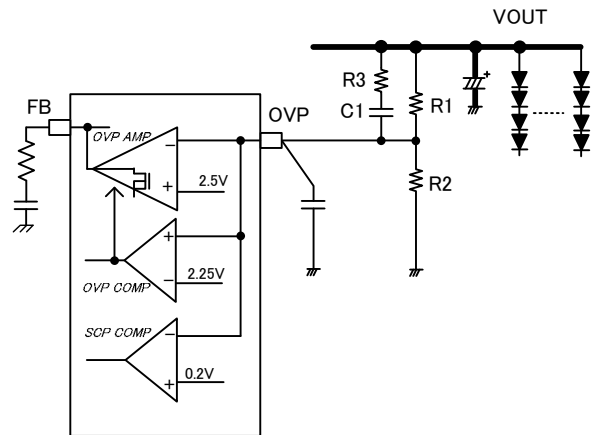 VOUT
R3
C1
R1
FB
OVP
OVP AMP
−
+
2.5V
R2
+
−
2.25V
OVP COMP
SCP COMP
−
+
0.2V
+